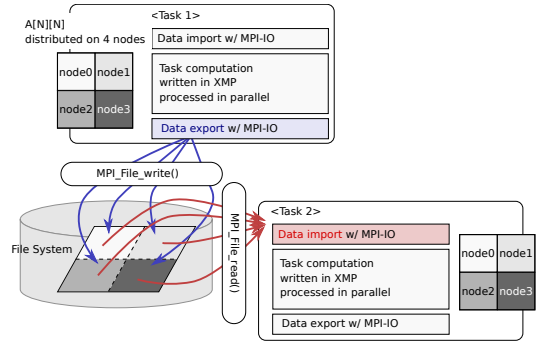 <Task 1>
A[N][N]
distributed on 4 nodes
node0 node1
node2 node3
Data import w/ MPI-IO
Task computation
written in XMP
processed in parallel
Data export w/ MPI-IO
MPI_File_write()
MPI_File_read()
File System
<Task 2>
Data import w/ MPI-IO
Task computation
written in XMP
processed in parallel
Data export w/ MPI-IO
node0 node1
node2 node3